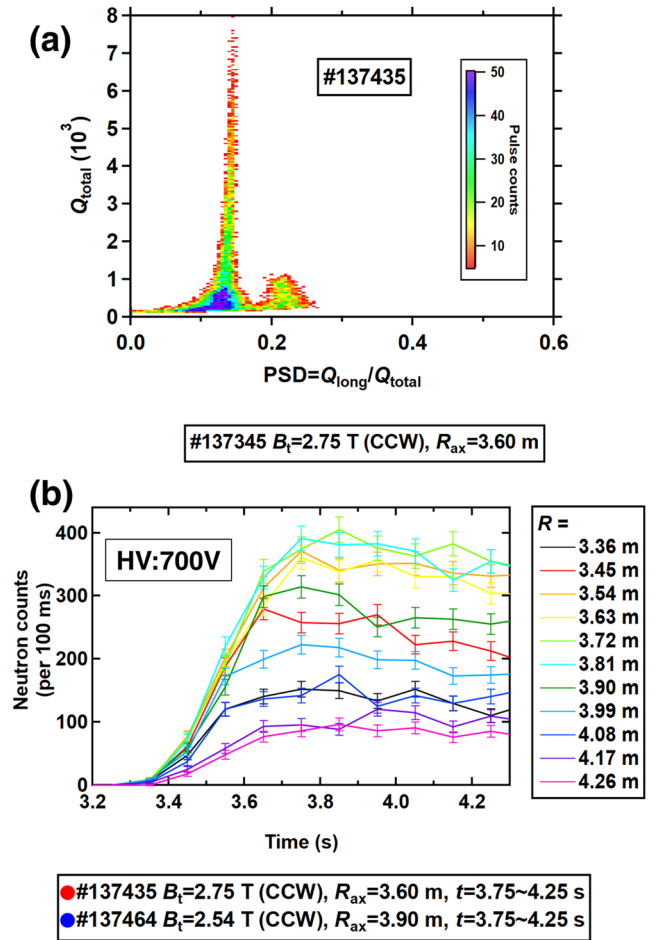 (a)
#137435
Q_total (10^3)
8
7
6
5
4
3
2
1
0
50
40
30
20
10
Pulse counts
0.0 0.2 0.4 0.6
PSD=Q_long/Q_total
#137345 B_t=2.75 T (CCW), R_ax=3.60 m
(b)
HV:700V
Neutron counts
(per 100 ms)
400
300
200
100
0
3.2 3.4 3.6 3.8 4.0 4.2
Time (s)
R =
3.36 m
3.45 m
3.54 m
3.63 m
3.72 m
3.81 m
3.90 m
3.99 m
4.08 m
4.17 m
4.26 m
#137435 B_t=2.75 T (CCW), R_ax=3.60 m, t=3.75~4.25 s
#137464 B_t=2.54 T (CCW), R_ax=3.90 m, t=3.75~4.25 s